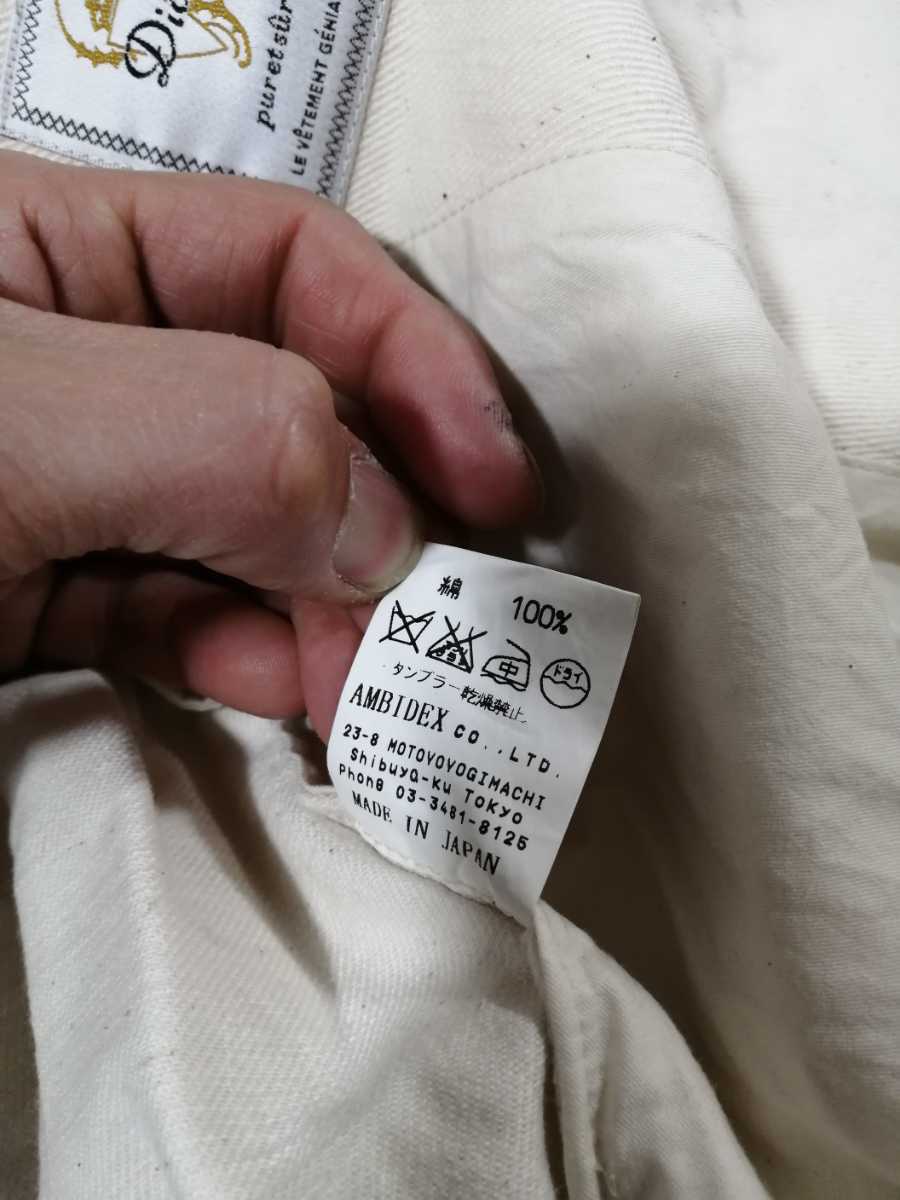 puretsûr
LE VÊTEMENT GÉNIA
綿 100%
中 ドライ
タンブラー乾燥禁止
AMBIDEX CO.,LTD.
23-8 MOTOYOYOGIMACHI
Shibuya-Ku TOKYO
Phone 03-3481-8125
MADE IN JAPAN